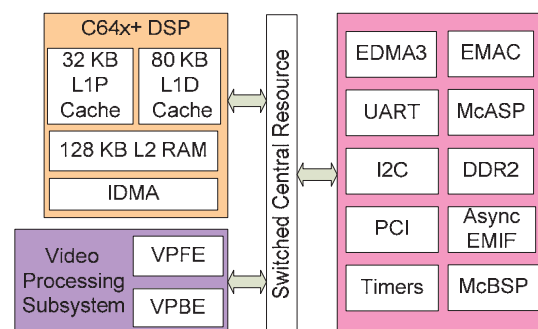 C64x+ DSP
32 KB
L1P
Cache
80 KB
L1D
Cache
128 KB L2 RAM
IDMA
Video
Processing
Subsystem
VPFE
VPBE
Switched Central Resource
EDMA3
EMAC
UART
McASP
I2C
DDR2
PCI
Async
EMIF
Timers
McBSP